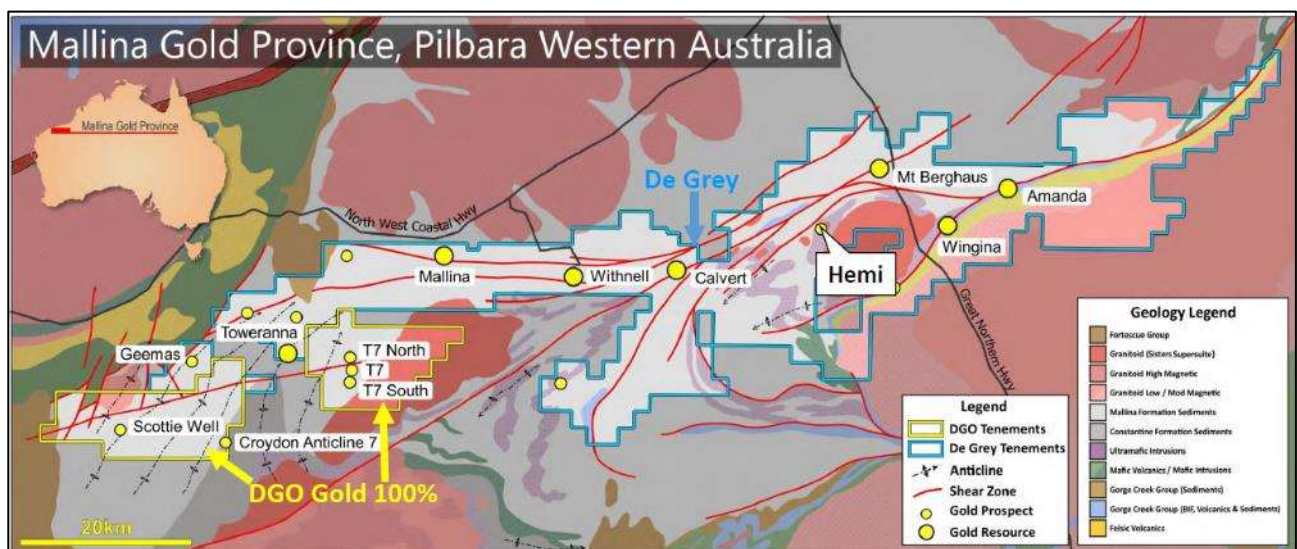 Mallina Gold Province, Pilbara Western Australia
Mallina Gold Province
North West Coastal Hwy
De Grey
Mt Berghaus
Amanda
Wingina
Hemi
Great Northern Hwy
Mallina
Withnell
Calvert
Toweranna
Geemas
T7 North
T7
T7 South
Scottie Well
Croydon Anticline 7
DGO Gold 100%
20km
Legend
DGO Tenements
De Grey Tenements
Anticline
Shear Zone
Gold Prospect
Gold Resource
Geology Legend
Fortescue Group
Granitoid (Sisters Supersuite)
Granitoid High Magnetic
Granitoid Low / Mod Magnetic
Mallina Formation Sediments
Constantine Formation Sediments
Ultramafic Intrusions
Mafic Volcanics / Mafic Intrusions
Gorge Creek Group (Sediments)
Gorge Creek Group (BIF, Volcanics & Sediments)
Felsic Volcanics